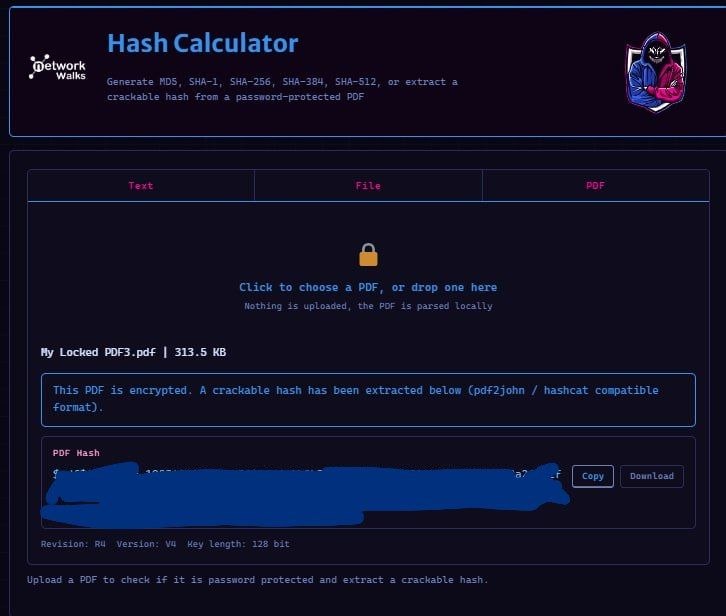 network
Walks
Hash Calculator
Generate MD5, SHA-1, SHA-256, SHA-384, SHA-512, or extract a
crackable hash from a password-protected PDF
Text
File
PDF
Click to choose a PDF, or drop one here
Nothing is uploaded, the PDF is parsed locally
My Locked PDF3.pdf | 313.5 KB
This PDF is encrypted. A crackable hash has been extracted below (pdf2john / hashcat compatible
format).
PDF Hash
Copy
Download
Revision: R4 Version: V4 Key length: 128 bit
Upload a PDF to check if it is password protected and extract a crackable hash.